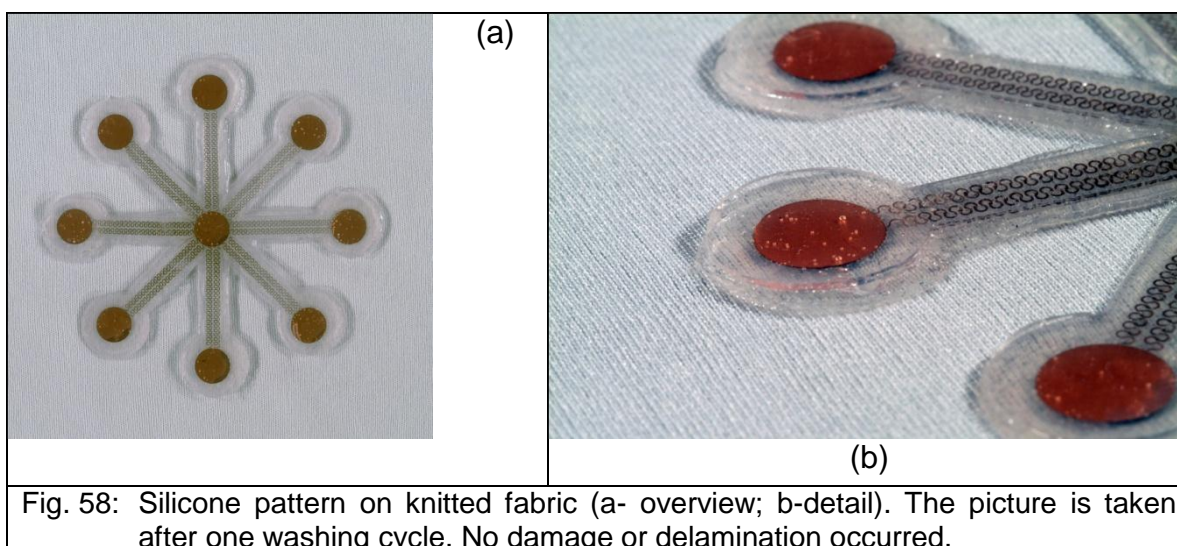 (a)
(b)
Fig. 58: Silicone pattern on knitted fabric (a- overview; b-detail). The picture is taken
after one washing cycle. No damage or delamination occurred.